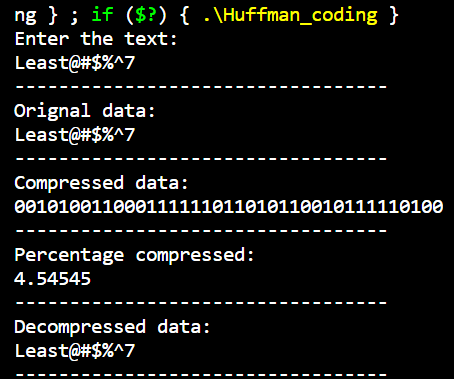 ng } ; if ($?) { .\Huffman_coding }
Enter the text:
Least@#$%^7
----------------------------------
Orignal data:
Least@#$%^7
----------------------------------
Compressed data:
001010011000111111011010110010111110100
----------------------------------
Percentage compressed:
4.54545
----------------------------------
Decompressed data:
Least@#$%^7
----------------------------------